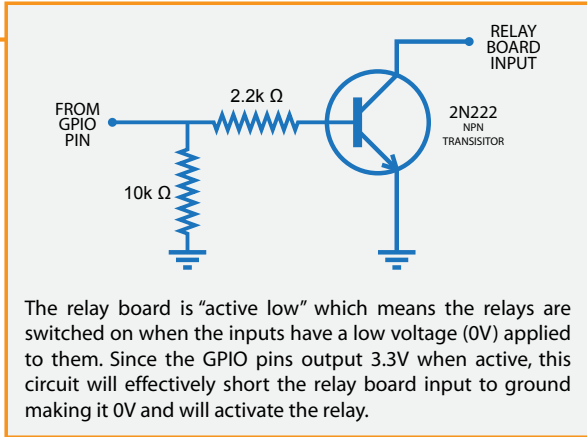 RELAY
BOARD
INPUT
2.2k Ω
FROM
GPIO
PIN
2N222
NPN
TRANSISITOR
10k Ω
The relay board is “active low” which means the relays are
switched on when the inputs have a low voltage (0V) applied
to them. Since the GPIO pins output 3.3V when active, this
circuit will effectively short the relay board input to ground
making it 0V and will activate the relay.